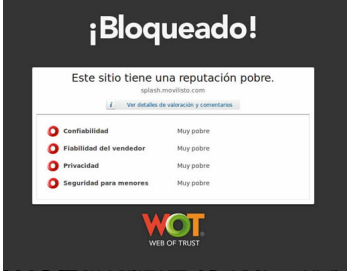 ¡Bloqueado!
Este sitio tiene una reputación pobre.
splash.movilisto.com
i Ver detalles de valoración y comentarios
Confiabilidad Muy pobre
Fiabilidad del vendedor Muy pobre
Privacidad Muy pobre
Seguridad para menores Muy pobre
WOT
WEB OF TRUST